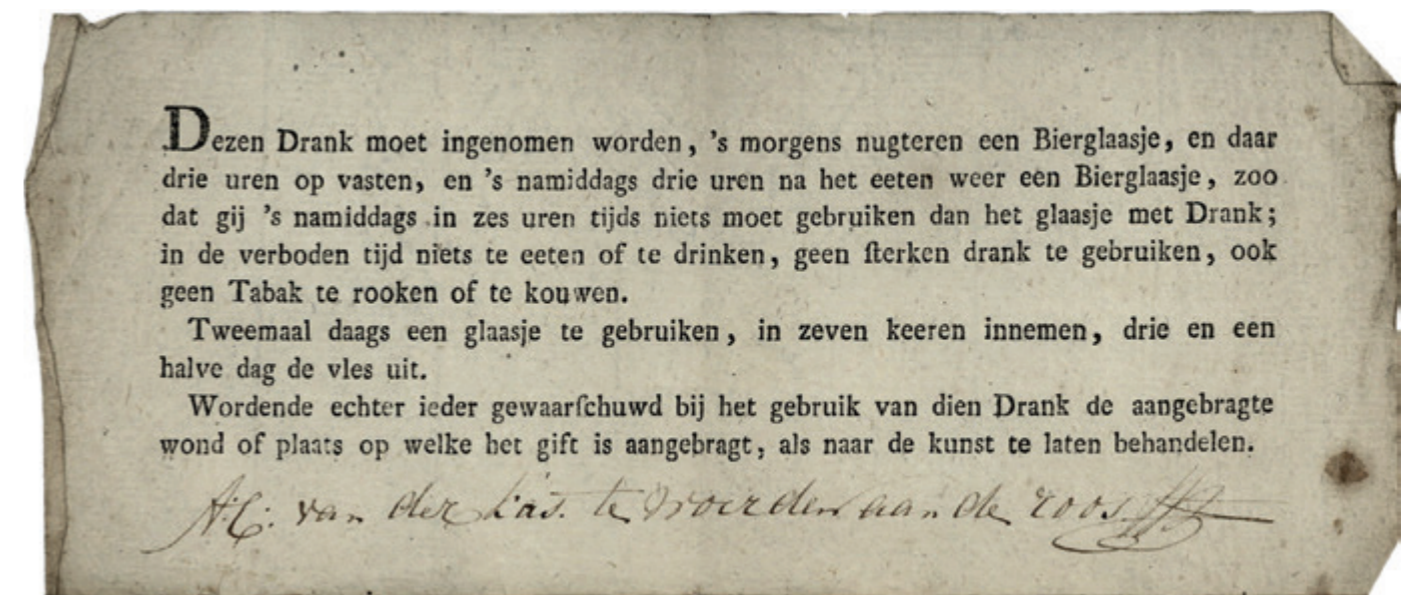 Dezen Drank moet ingenomen worden, 's morgens nugteren een Bierglaasje, en daar
drie uren op vasten, en 's namiddags drie uren na het eeten weer een Bierglaasje, zoo
dat gij 's namiddags in zes uren tijds niets moet gebruiken dan het glaasje met Drank;
in de verboden tijd niets te eeten of te drinken, geen ſterken drank te gebruiken, ook
geen Tabak te rooken of te kouwen.
Tweemaal daags een glaasje te gebruiken, in zeven keeren innemen, drie en een
halve dag de vles uit.
Wordende echter ieder gewaarſchuwd bij het gebruik van dien Drank de aangebragte
wond of plaats op welke het gift is aangebragt, als naar de kunst te laten behandelen.
van der Las. te Woerden aan de roos